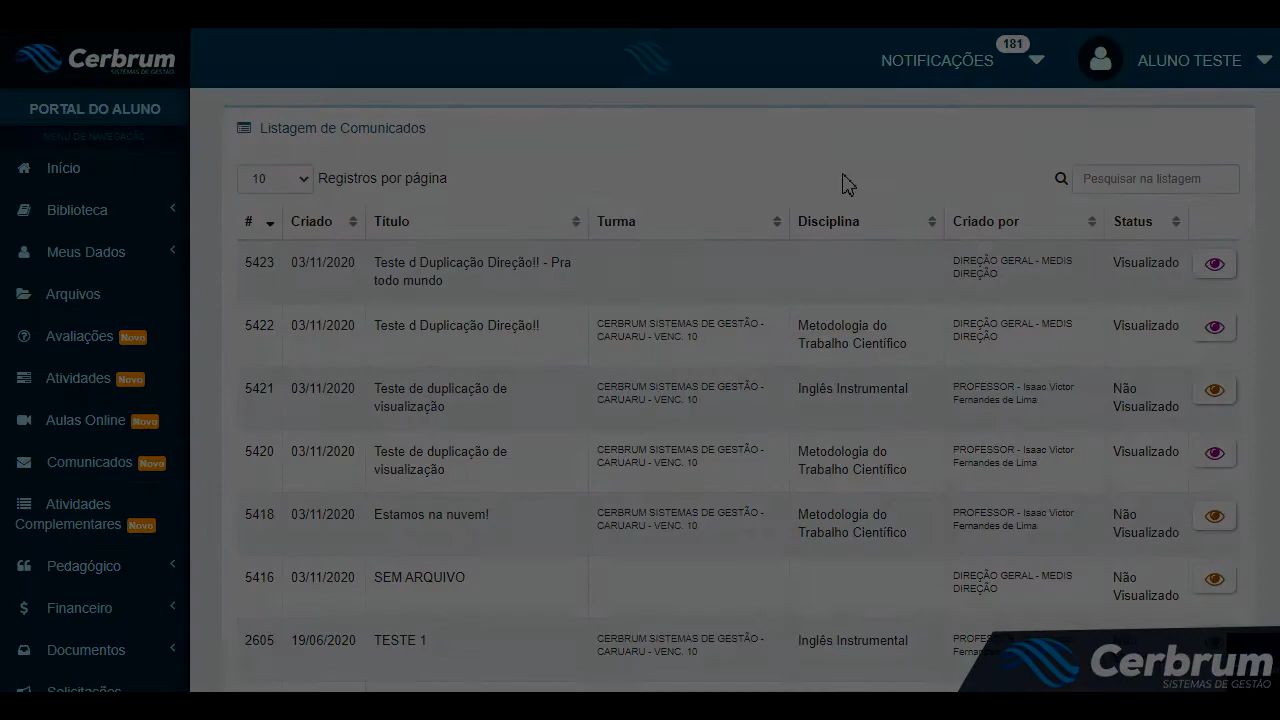 Cerbrum
SISTEMAS DE GESTÃO
NOTIFICAÇÕES 181
ALUNO TESTE
PORTAL DO ALUNO
MENU DE NAVEGAÇÃO
Início
Biblioteca
Meus Dados
Arquivos
Avaliações Novo
Atividades Novo
Aulas Online Novo
Comunicados Novo
Atividades
Complementares Novo
Pedagógico
Financeiro
Documentos
Solicitações
Listagem de Comunicados
10 Registros por página
Pesquisar na listagem
# Criado Título Turma Disciplina Criado por Status
5423 03/11/2020 Teste d Duplicação Direção!! - Pra DIREÇÃO GERAL - MEDIS Visualizado
todo mundo DIREÇÃO
5422 03/11/2020 Teste d Duplicação Direção!! CERBRUM SISTEMAS DE GESTÃO - Metodologia do DIREÇÃO GERAL - MEDIS Visualizado
CARUARU - VENC. 10 Trabalho Científico DIREÇÃO
5421 03/11/2020 Teste de duplicação de CERBRUM SISTEMAS DE GESTÃO - Inglês Instrumental PROFESSOR - Isaac Victor Não
visualização CARUARU - VENC. 10 Fernandes de Lima Visualizado
5420 03/11/2020 Teste de duplicação de CERBRUM SISTEMAS DE GESTÃO - Metodologia do PROFESSOR - Isaac Victor Visualizado
visualização CARUARU - VENC. 10 Trabalho Científico Fernandes de Lima
5418 03/11/2020 Estamos na nuvem! CERBRUM SISTEMAS DE GESTÃO - Metodologia do PROFESSOR - Isaac Victor Não
CARUARU - VENC. 10 Trabalho Científico Fernandes de Lima Visualizado
5416 03/11/2020 SEM ARQUIVO DIREÇÃO GERAL - MEDIS Não
DIREÇÃO Visualizado
2605 19/06/2020 TESTE 1 CERBRUM SISTEMAS DE GESTÃO - Inglês Instrumental
CARUARU - VENC. 10
Cerbrum
SISTEMAS DE GESTÃO